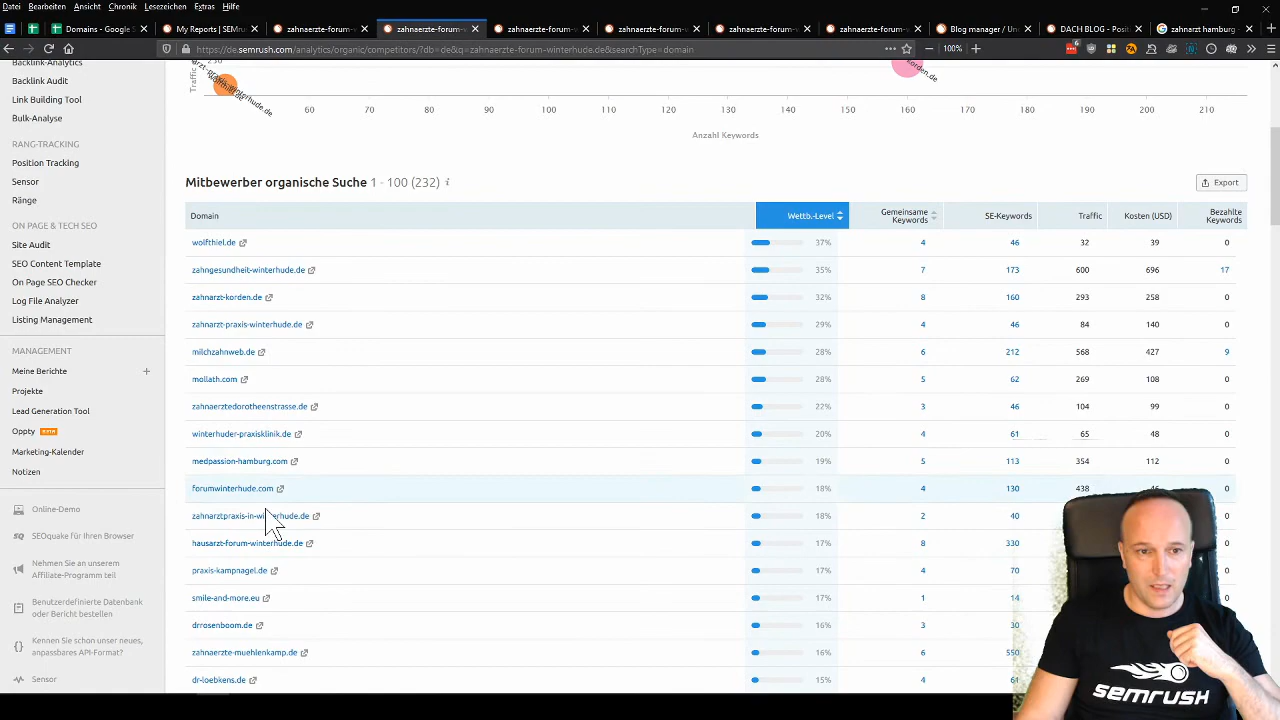 Datei Bearbeiten Ansicht Chronik Lesezeichen Extras Hilfe
Domains - Google S
My Reports | SEMru
zahnaerzte-forum-w
zahnaerzte-forum-w
zahnaerzte-forum-w
zahnaerzte-forum-w
zahnaerzte-forum-w
zahnaerzte-forum-w
Blog manager / Un
DACH BLOG - Posit
zahnarzt hamburg -
https://de.semrush.com/analytics/organic/competitors/?db=de&q=zahnaerzte-forum-winterhude.de&searchType=domain
100%
Backlink-Analytics
Backlink Audit
Link Building Tool
Bulk-Analyse
RANG-TRACKING
Position Tracking
Sensor
Ränge
ON PAGE & TECH SEO
Site Audit
SEO Content Template
On Page SEO Checker
Log File Analyzer
Listing Management
MANAGEMENT
Meine Berichte +
Projekte
Lead Generation Tool
Oppty BETA
Marketing-Kalender
Notizen
Online-Demo
SEOquake für Ihren Browser
Nehmen Sie an unserem
Affiliate-Programm teil
Benutzerdefinierte Datenbank
oder Bericht bestellen
Kennen Sie schon unser neues,
anpassbares API-Format?
Sensor
Traffic
korden.de
60 70 80 90 100 110 120 130 140 150 160 170 180 190 200 210
Anzahl Keywords
Mitbewerber organische Suche 1 - 100 (232) i
Export
Domain Wettb.-Level Gemeinsame Keywords SE-Keywords Traffic Kosten (USD) Bezahlte Keywords
wolfthiel.de 37% 4 46 32 39 0
zahngesundheit-winterhude.de 35% 7 173 600 696 17
zahnarzt-korden.de 32% 8 160 293 258 0
zahnarzt-praxis-winterhude.de 29% 4 46 84 140 0
milchzahnweb.de 28% 6 212 568 427 9
mollath.com 28% 5 62 269 108 0
zahnaerztedorotheenstrasse.de 22% 3 46 104 99 0
winterhuder-praxisklinik.de 20% 4 61 65 48 0
medpassion-hamburg.com 19% 5 113 354 112 0
forumwinterhude.com 18% 4 130 438 0
zahnarztpraxis-in-winterhude.de 18% 2 40 0
hausarzt-forum-winterhude.de 17% 8 330 0
praxis-kampnagel.de 17% 4 70 0
smile-and-more.eu 17% 1 14 0
drrosenboom.de 16% 3 30
zahnaerzte-muehlenkamp.de 16% 6 550
dr-loebkens.de 15% 4
semrush